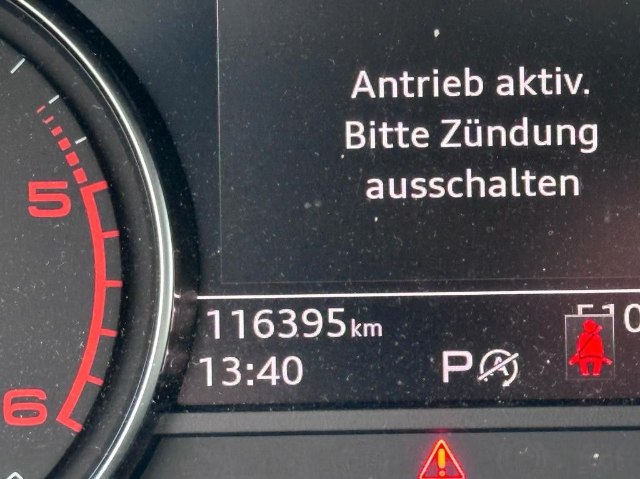 Antrieb aktiv.
Bitte Zündung
ausschalten
5
116395km
13:40
P
6